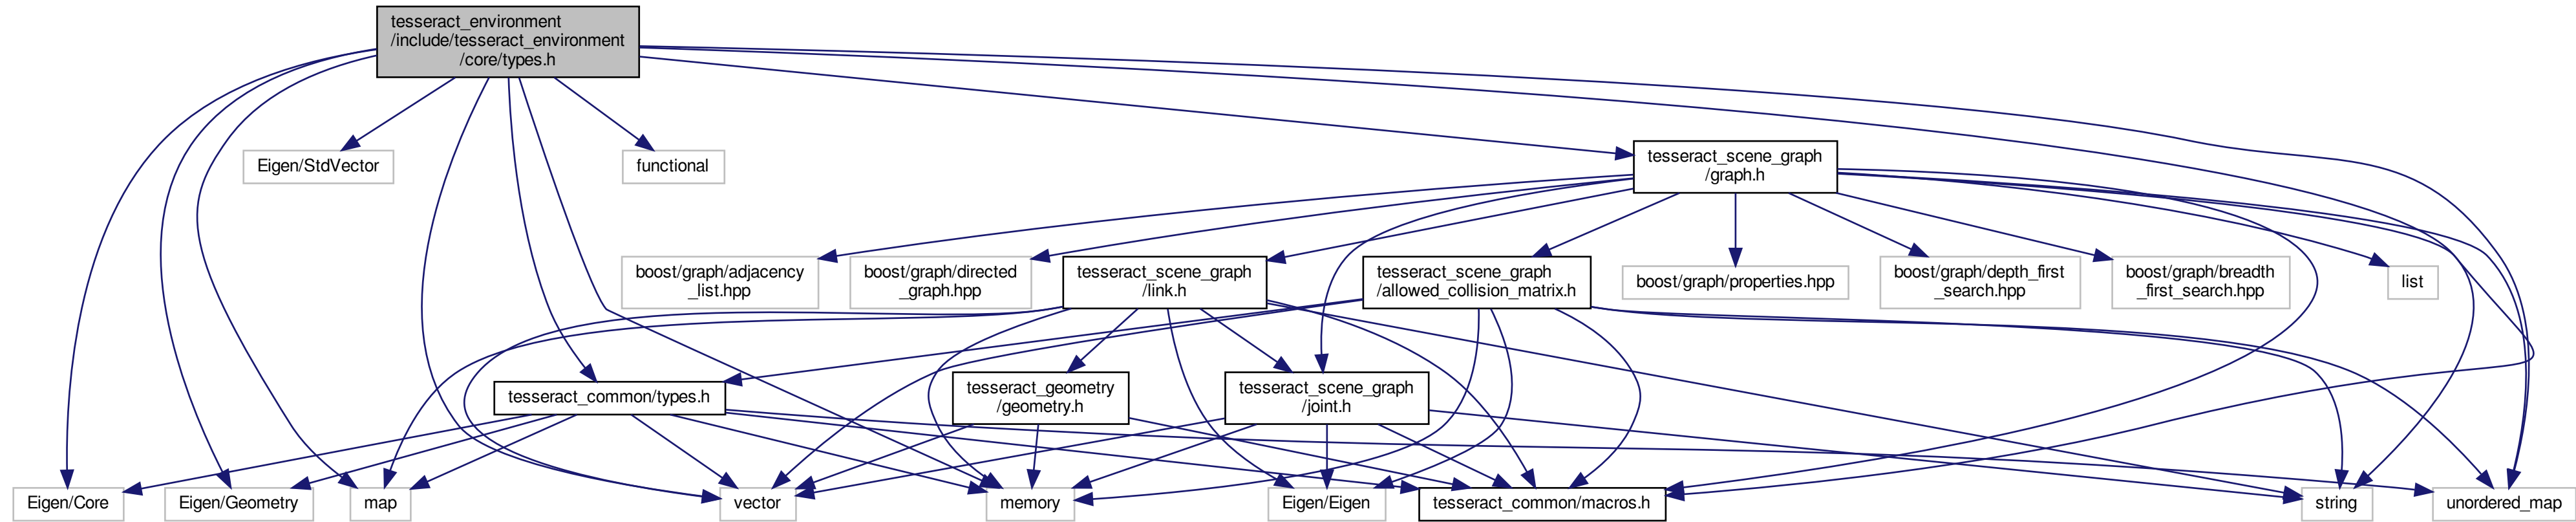 tesseract_environment
/include/tesseract_environment
/core/types.h
Eigen/StdVector
functional
tesseract_scene_graph
/graph.h
boost/graph/adjacency
_list.hpp
boost/graph/directed
_graph.hpp
tesseract_scene_graph
/link.h
tesseract_scene_graph
/allowed_collision_matrix.h
boost/graph/properties.hpp
boost/graph/depth_first
_search.hpp
boost/graph/breadth
_first_search.hpp
list
tesseract_common/types.h
tesseract_geometry
/geometry.h
tesseract_scene_graph
/joint.h
Eigen/Core
Eigen/Geometry
map
vector
memory
Eigen/Eigen
tesseract_common/macros.h
string
unordered_map